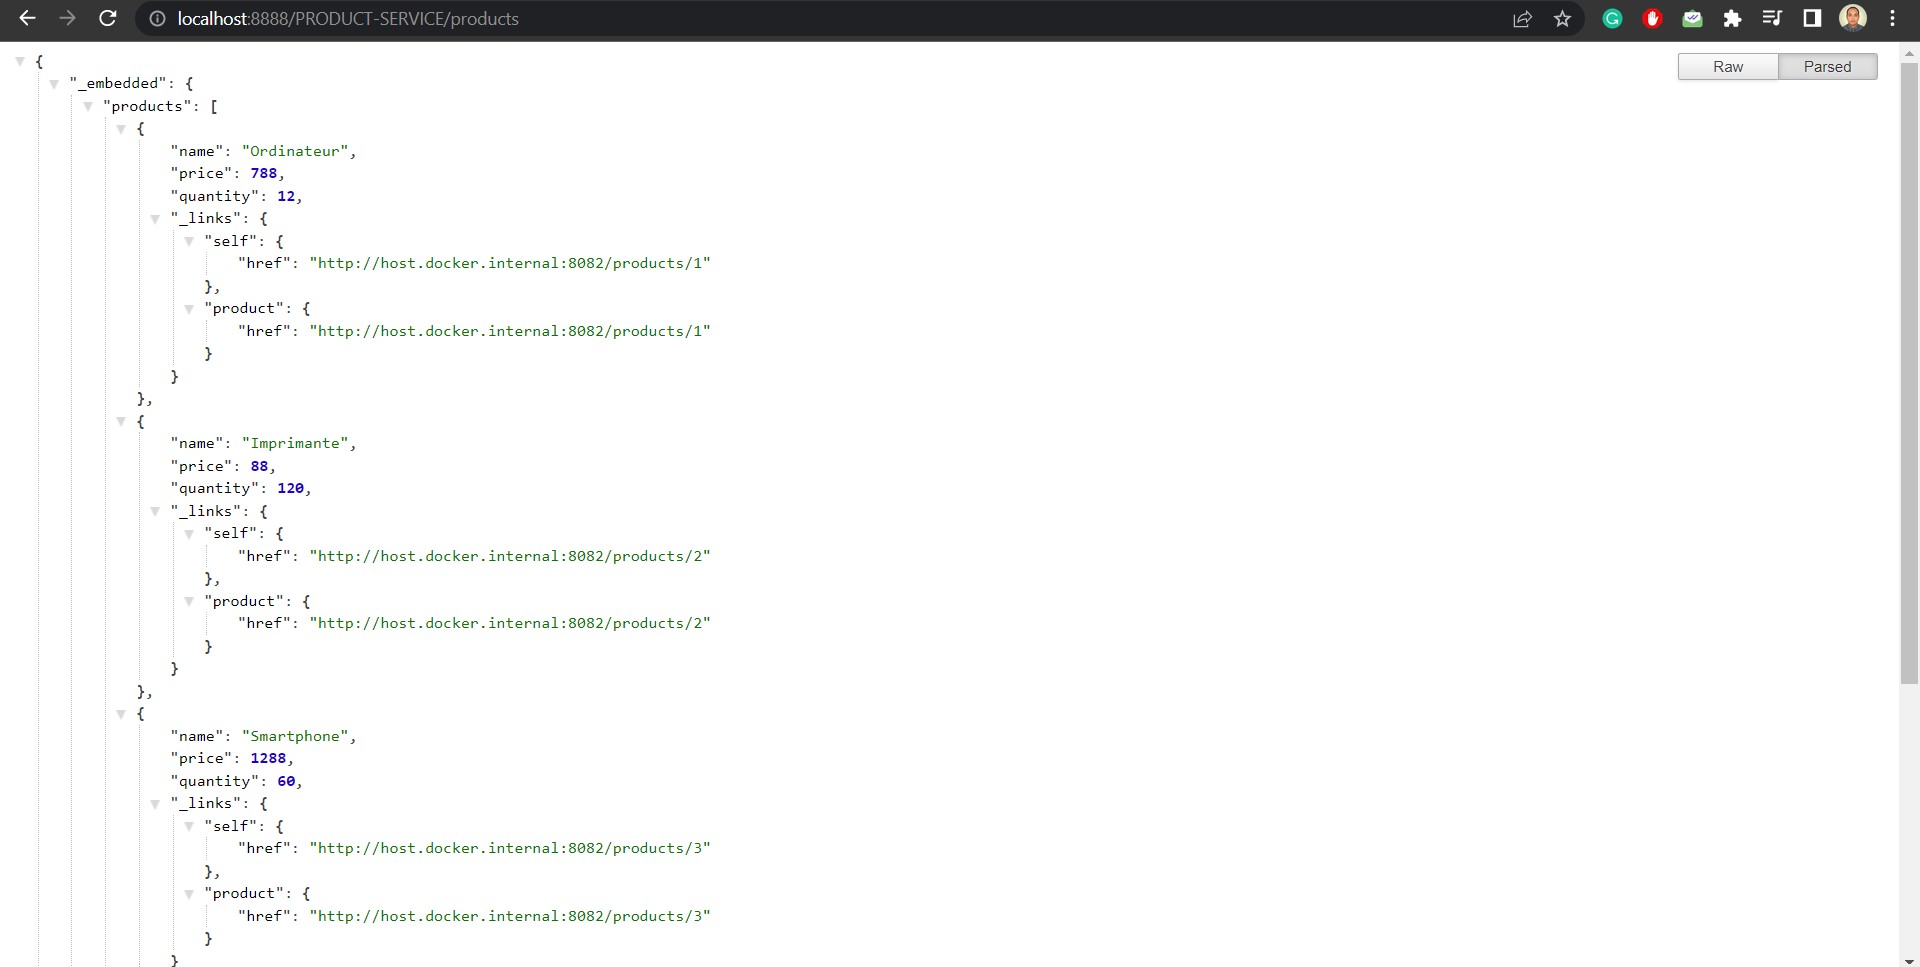 localhost:8888/PRODUCT-SERVICE/products
Raw Parsed
{
"_embedded": {
"products": [
{
"name": "Ordinateur",
"price": 788,
"quantity": 12,
"_links": {
"self": {
"href": "http://host.docker.internal:8082/products/1"
},
"product": {
"href": "http://host.docker.internal:8082/products/1"
}
}
},
{
"name": "Imprimante",
"price": 88,
"quantity": 120,
"_links": {
"self": {
"href": "http://host.docker.internal:8082/products/2"
},
"product": {
"href": "http://host.docker.internal:8082/products/2"
}
}
},
{
"name": "Smartphone",
"price": 1288,
"quantity": 60,
"_links": {
"self": {
"href": "http://host.docker.internal:8082/products/3"
},
"product": {
"href": "http://host.docker.internal:8082/products/3"
}
}